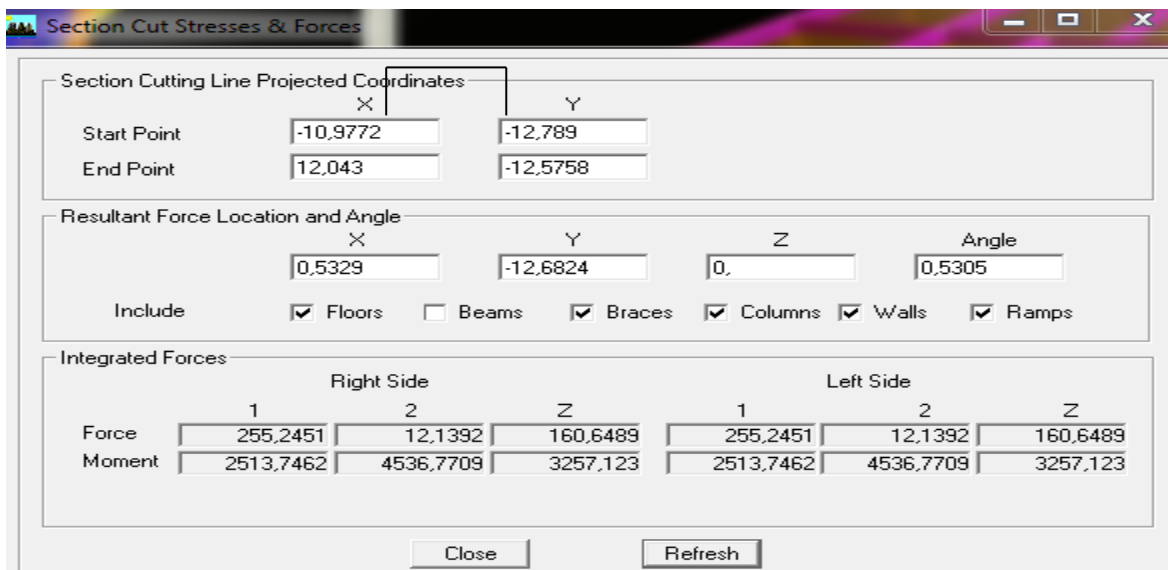 Section Cut Stresses & Forces
Section Cutting Line Projected Coordinates
X Y
Start Point -10,9772 -12,789
End Point 12,043 -12,5758
Resultant Force Location and Angle
X Y Z Angle
0,5329 -12,6824 0, 0,5305
Include Floors Beams Braces Columns Walls Ramps
Integrated Forces
Right Side Left Side
1 2 Z 1 2 Z
Force 255,2451 12,1392 160,6489 255,2451 12,1392 160,6489
Moment 2513,7462 4536,7709 3257,123 2513,7462 4536,7709 3257,123
Close Refresh